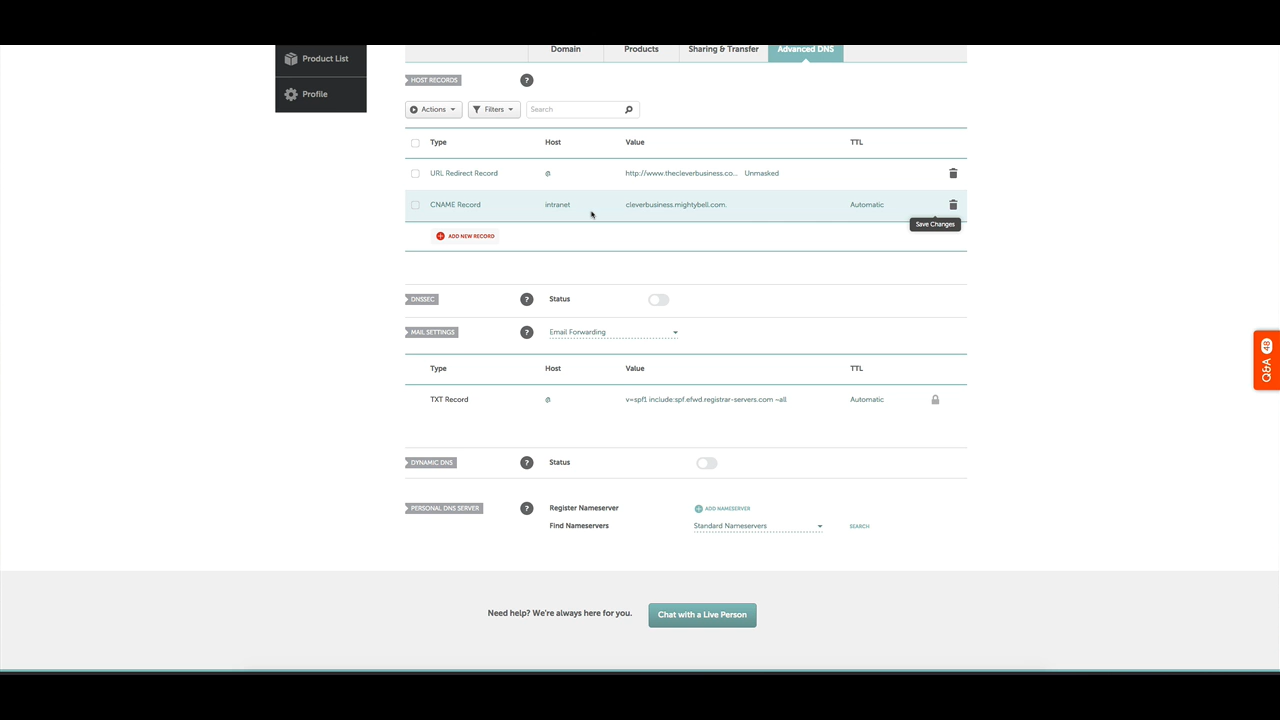 Product List
Profile
Domain Products Sharing & Transfer Advanced DNS
HOST RECORDS ?
Actions Filters Search
Type Host Value TTL
URL Redirect Record @ http://www.thecleverbusiness.co... Unmasked
CNAME Record intranet cleverbusiness.mightybell.com. Automatic
Save Changes
ADD NEW RECORD
DNSSEC ? Status
MAIL SETTINGS ? Email Forwarding
Type Host Value TTL
TXT Record @ v=spf1 include:spf.efwd.registrar-servers.com ~all Automatic
DYNAMIC DNS ? Status
PERSONAL DNS SERVER ? Register Nameserver ADD NAMESERVER
Find Nameservers Standard Nameservers SEARCH
Need help? We're always here for you. Chat with a Live Person
Q&A 48